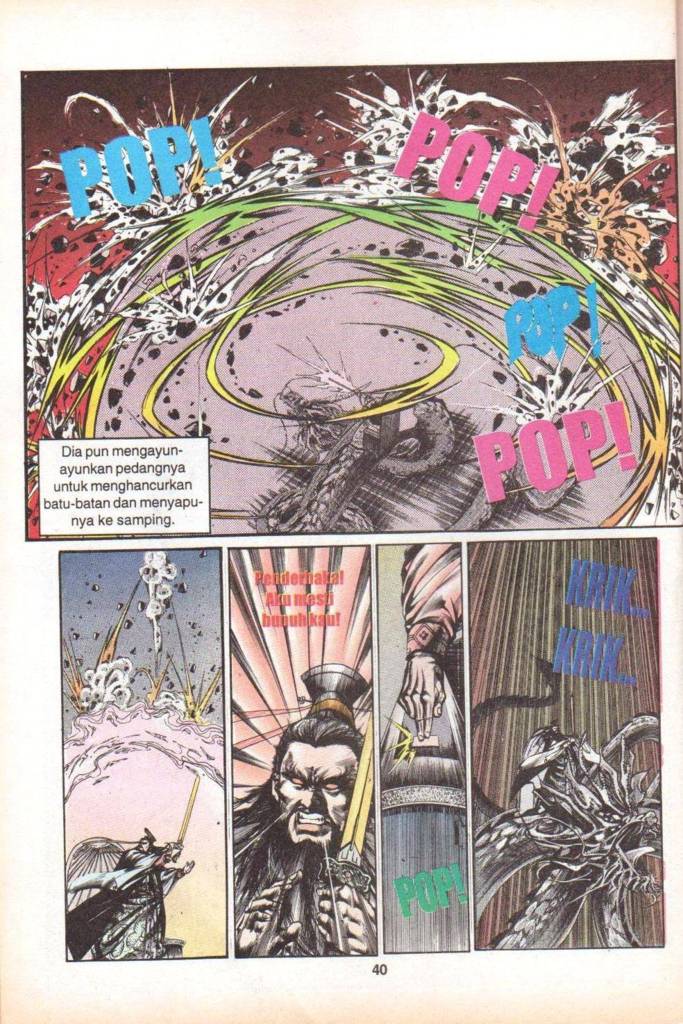 POP!
POP!
POP!
POP!
Dia pun mengayun-
ayunkan pedangnya
untuk menghancurkan
batu-batan dan menyapu-
nya ke samping.
Penderhaka!
Aku mesti
bunuh kau!
POP!
KRIK...
KRIK...
40